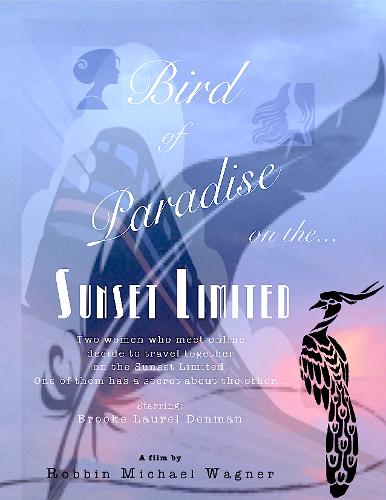 Bird
of
Paradise
on the...
SUNSET LIMITED
Two women who meet online
decide to travel together
on the Sunset Limited.
One of them has a secret about the other...
Starring:
Brooke Laurel Denman
A film by
Robbin Michael Wagner